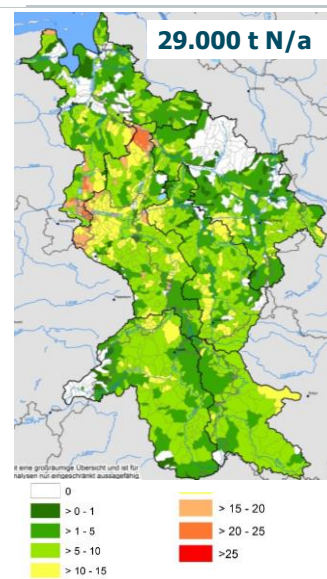 29.000 t N/a
t eine großräumige Übersicht und ist für
nalysen nur eingeschränkt aussagefähig.
0
> 0 - 1
> 1 - 5
> 5 - 10
> 10 - 15
> 15 - 20
> 20 - 25
>25